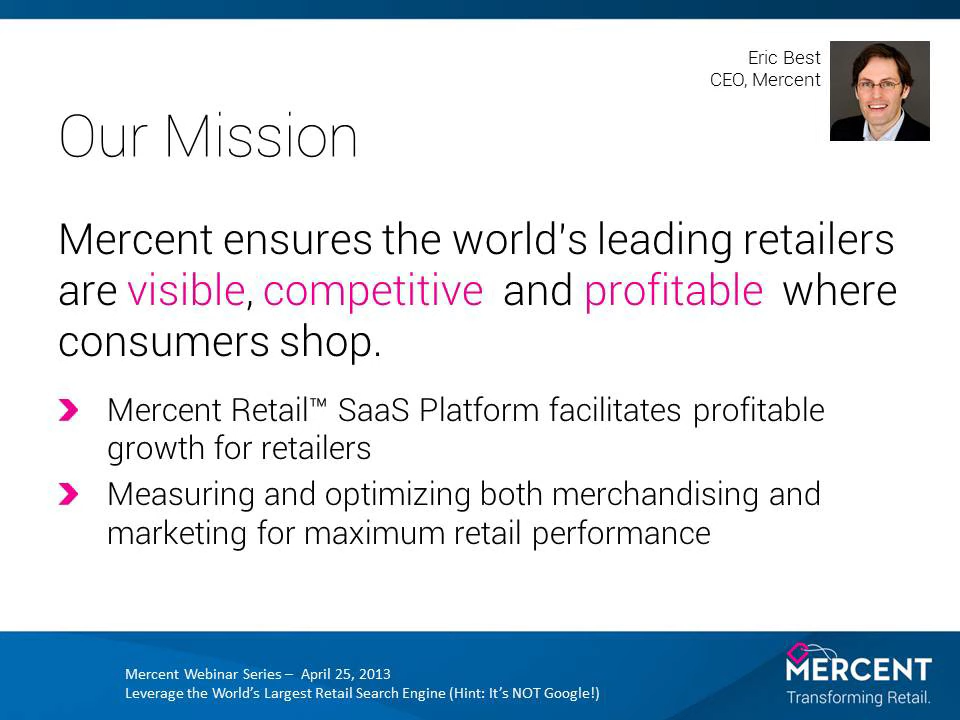 Eric Best
CEO, Mercent
Our Mission
Mercent ensures the world's leading retailers
are visible, competitive and profitable where
consumers shop.
Mercent Retail™ SaaS Platform facilitates profitable
growth for retailers
Measuring and optimizing both merchandising and
marketing for maximum retail performance
Mercent Webinar Series – April 25, 2013
Leverage the World's Largest Retail Search Engine (Hint: It's NOT Google!)
MERCENT
Transforming Retail.